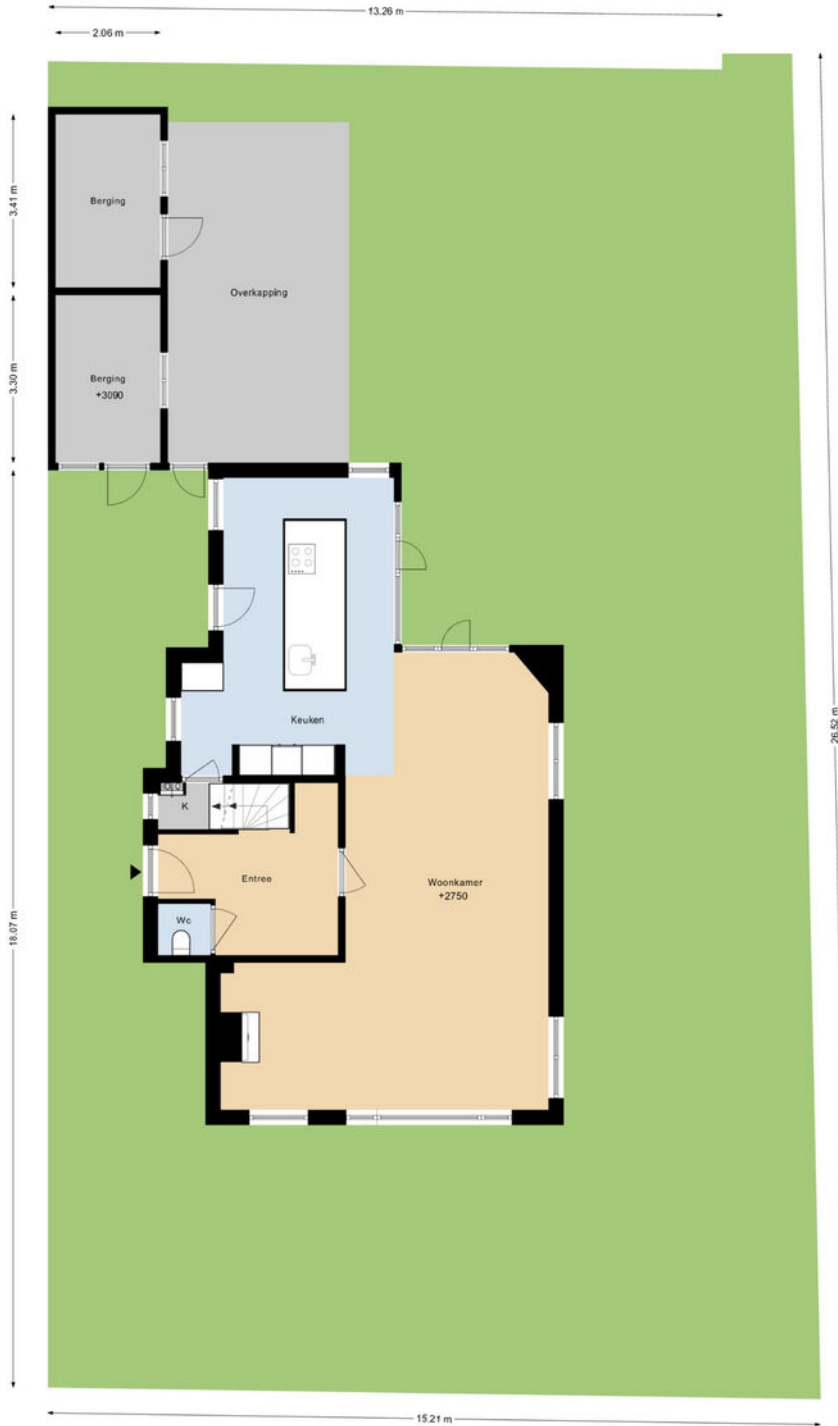 13.26 m
2.06 m
3.41 m
Berging
Overkapping
3.30 m
Berging
+3090
26.52 m
Keuken
K
Entree
Woonkamer
+2750
Wc
18.07 m
15.21 m